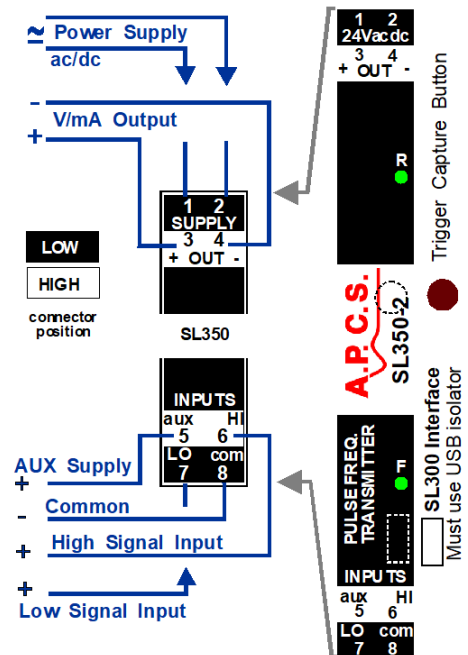 ≃ Power Supply
ac/dc
- V/mA Output
+
1 2
SUPPLY
3 4
+ OUT -
LOW
HIGH
connector
position
SL350
INPUTS
aux HI
5 6
LO com
7 8
AUX Supply
+
- Common
+ High Signal Input
+
Low Signal Input
1 2
24Vacdc
3 4
+ OUT -
R
Trigger Capture Button
A.P.C.S.
SL350-2
PULSE FREQ.
TRANSMITTER
F
SL300 Interface
Must use USB isolator
INPUTS
aux HI
5 6
LO com
7 8